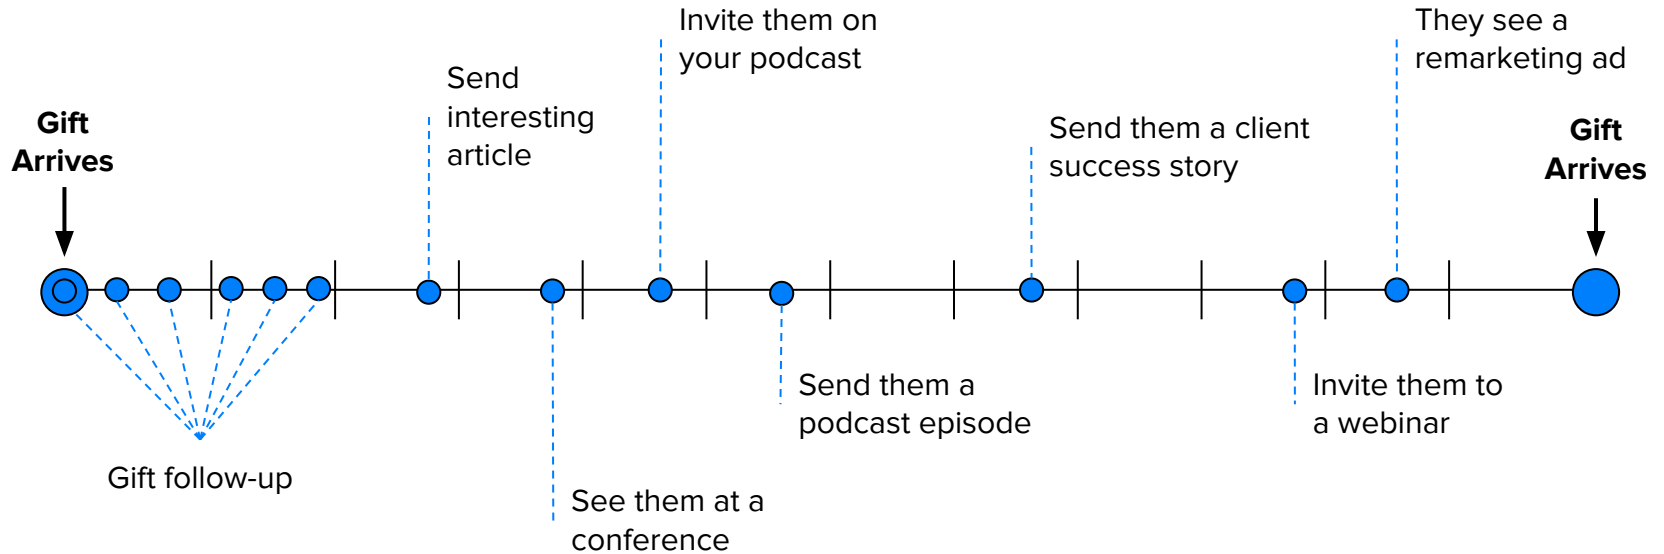 Gift
Arrives
Gift follow-up
Send
interesting
article
See them at a
conference
Invite them on
your podcast
Send them a
podcast episode
Send them a client
success story
Invite them to
a webinar
They see a
remarketing ad
Gift
Arrives